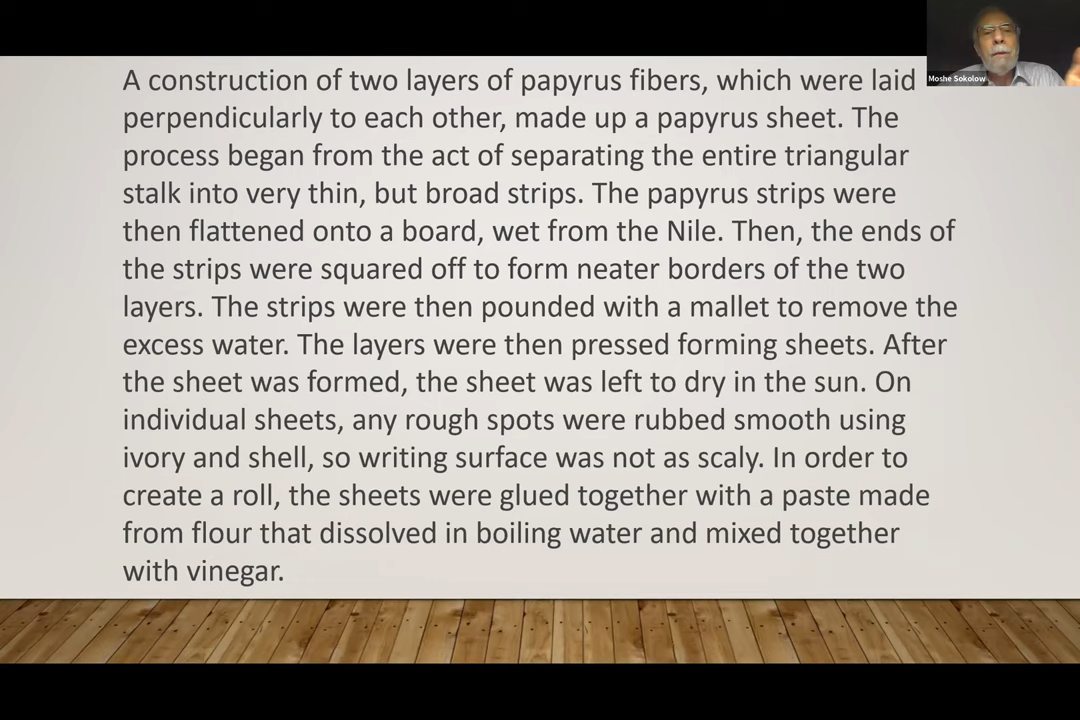 A construction of two layers of papyrus fibers, which were laid
perpendicularly to each other, made up a papyrus sheet. The
process began from the act of separating the entire triangular
stalk into very thin, but broad strips. The papyrus strips were
then flattened onto a board, wet from the Nile. Then, the ends of
the strips were squared off to form neater borders of the two
layers. The strips were then pounded with a mallet to remove the
excess water. The layers were then pressed forming sheets. After
the sheet was formed, the sheet was left to dry in the sun. On
individual sheets, any rough spots were rubbed smooth using
ivory and shell, so writing surface was not as scaly. In order to
create a roll, the sheets were glued together with a paste made
from flour that dissolved in boiling water and mixed together
with vinegar.
Moshe Sokolow